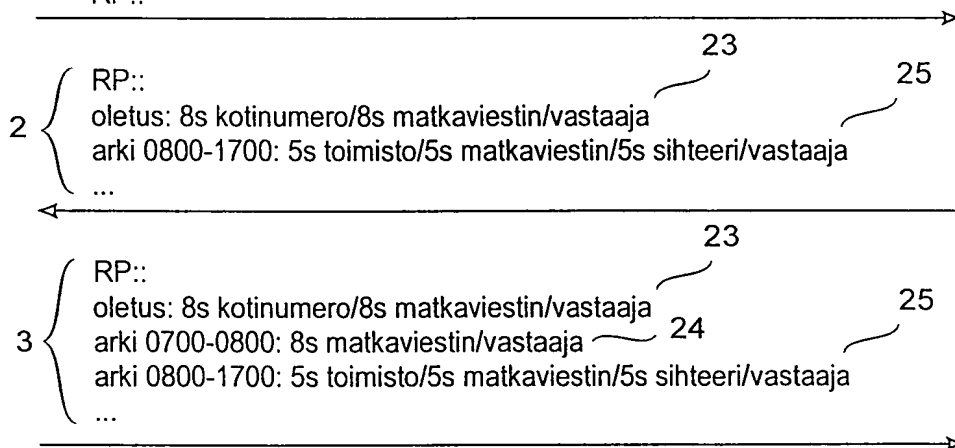 RP::
23
25
2
RP::
oletus: 8s kotinumero/8s matkaviestin/vastaaja
arki 0800-1700: 5s toimisto/5s matkaviestin/5s sihteeri/vastaaja
...
23
25
3
RP::
oletus: 8s kotinumero/8s matkaviestin/vastaaja
arki 0700-0800: 8s matkaviestin/vastaaja 24
arki 0800-1700: 5s toimisto/5s matkaviestin/5s sihteeri/vastaaja
...